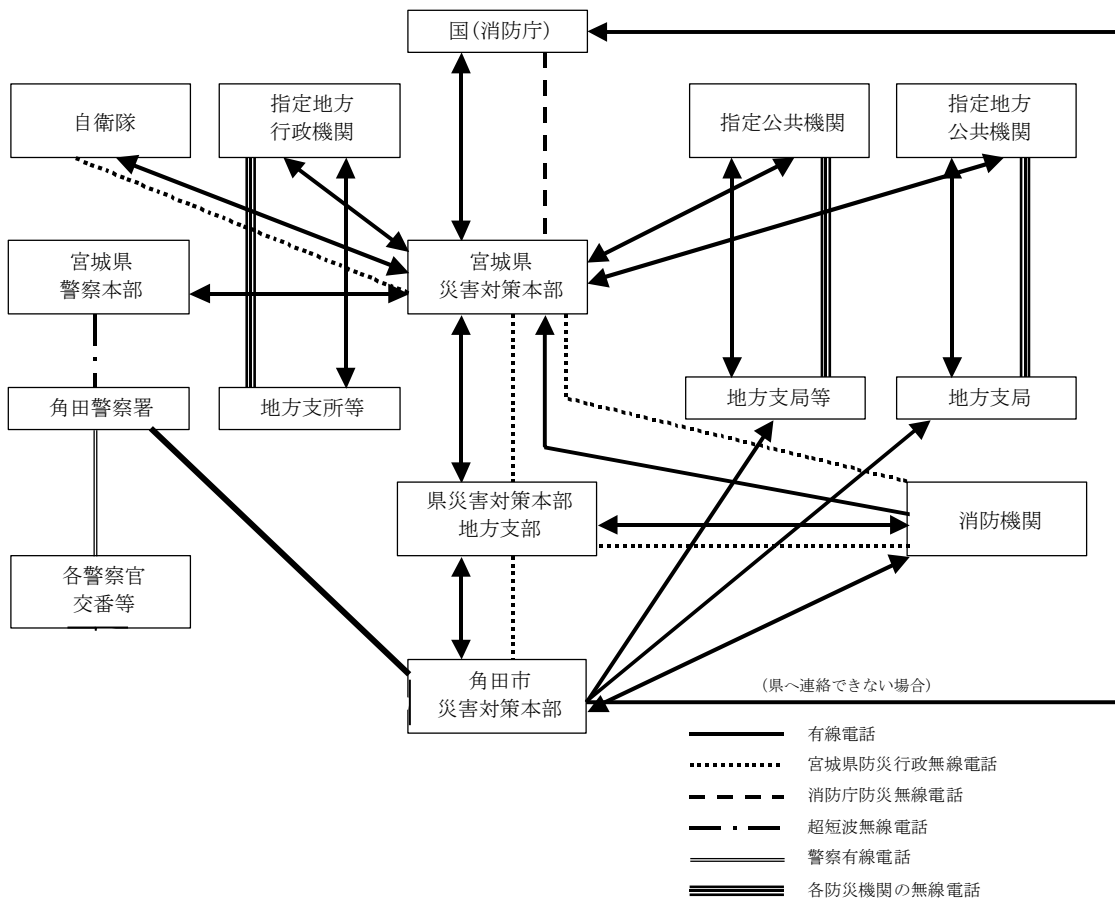 国(消防庁)
自衛隊
指定地方
行政機関
指定公共機関
指定地方
公共機関
宮城県
警察本部
宮城県
災害対策本部
角田警察署
地方支所等
地方支局等
地方支局
県災害対策本部
地方支部
消防機関
各警察官
交番等
角田市
災害対策本部
(県へ連絡できない場合)
有線電話
宮城県防災行政無線電話
消防庁防災無線電話
超短波無線電話
警察有線電話
各防災機関の無線電話